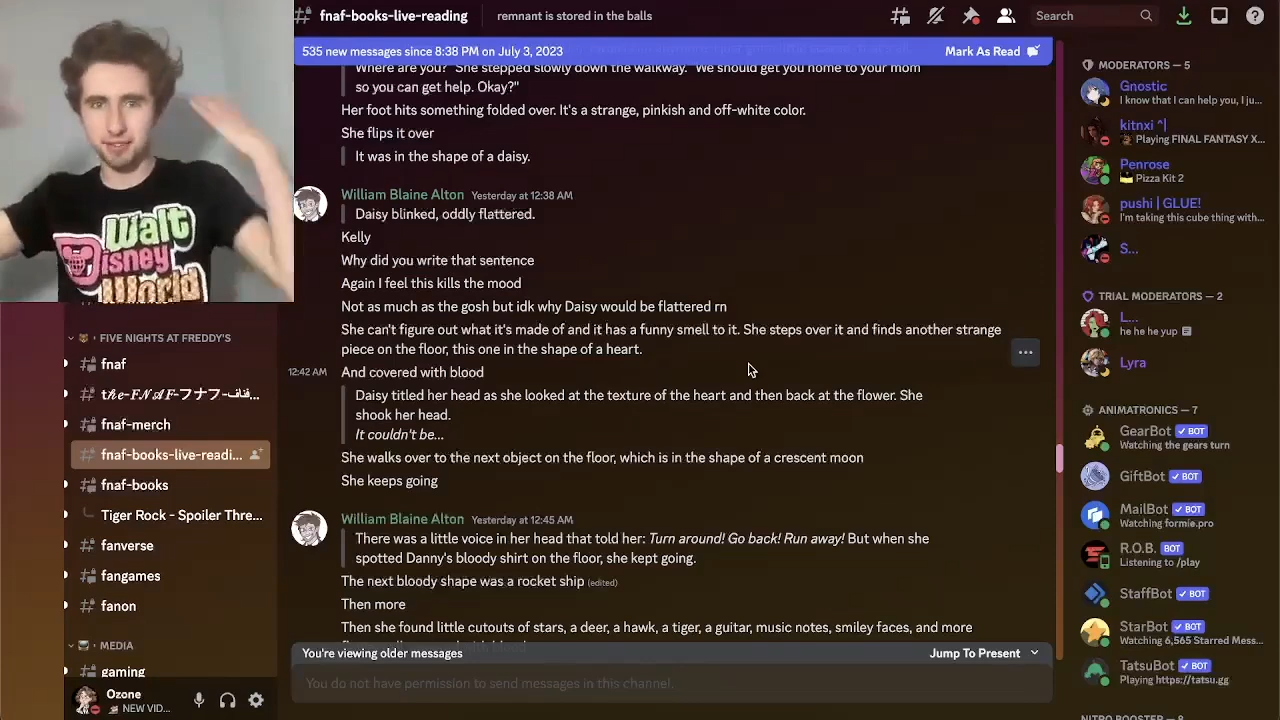 fnaf-books-live-reading
remnant is stored in the balls
Search
535 new messages since 8:38 PM on July 3, 2023
Mark As Read
Where are you?" She stepped slowly down the walkway. "We should get you home to your mom
so you can get help. Okay?"
Her foot hits something folded over. It's a strange, pinkish and off-white color.
She flips it over
It was in the shape of a daisy.
William Blaine Alton Yesterday at 12:38 AM
Daisy blinked, oddly flattered.
Kelly
Why did you write that sentence
Again I feel this kills the mood
Not as much as the gosh but idk why Daisy would be flattered rn
She can't figure out what it's made of and it has a funny smell to it. She steps over it and finds another strange
piece on the floor, this one in the shape of a heart.
12:42 AM And covered with blood
Daisy titled her head as she looked at the texture of the heart and then back at the flower. She
shook her head.
It couldn't be...
She walks over to the next object on the floor, which is in the shape of a crescent moon
She keeps going
William Blaine Alton Yesterday at 12:45 AM
There was a little voice in her head that told her: Turn around! Go back! Run away! But when she
spotted Danny's bloody shirt on the floor, she kept going.
The next bloody shape was a rocket ship (edited)
Then more
Then she found little cutouts of stars, a deer, a hawk, a tiger, a guitar, music notes, smiley faces, and more
You're viewing older messages
Jump To Present
You do not have permission to send messages in this channel.
Walt
Disney
World
FIVE NIGHTS AT FREDDY'S
fnaf
fnaf-merch
fnaf-books-live-readi...
fnaf-books
Tiger Rock - Spoiler Thre...
fanverse
fangames
fanon
MEDIA
gaming
Ozone
NEW VID...
MODERATORS — 5
Gnostic
I know that I can help you, I ju...
kitnxi ^|
Playing FINAL FANTASY X...
Penrose
Pizza Kit 2
pushi | GLUE!
I'm taking this cube thing with...
S...
TRIAL MODERATORS — 2
L...
he he he yup
Lyra
ANIMATRONICS — 7
GearBot BOT
Watching the gears turn
GiftBot BOT
MailBot BOT
Watching formie.pro
R.O.B. BOT
Listening to /play
StaffBot BOT
StarBot BOT
Watching 6,565 Starred Mess...
TatsuBot BOT
Playing https://tatsu.gg
NITRO BOOSTER — 8